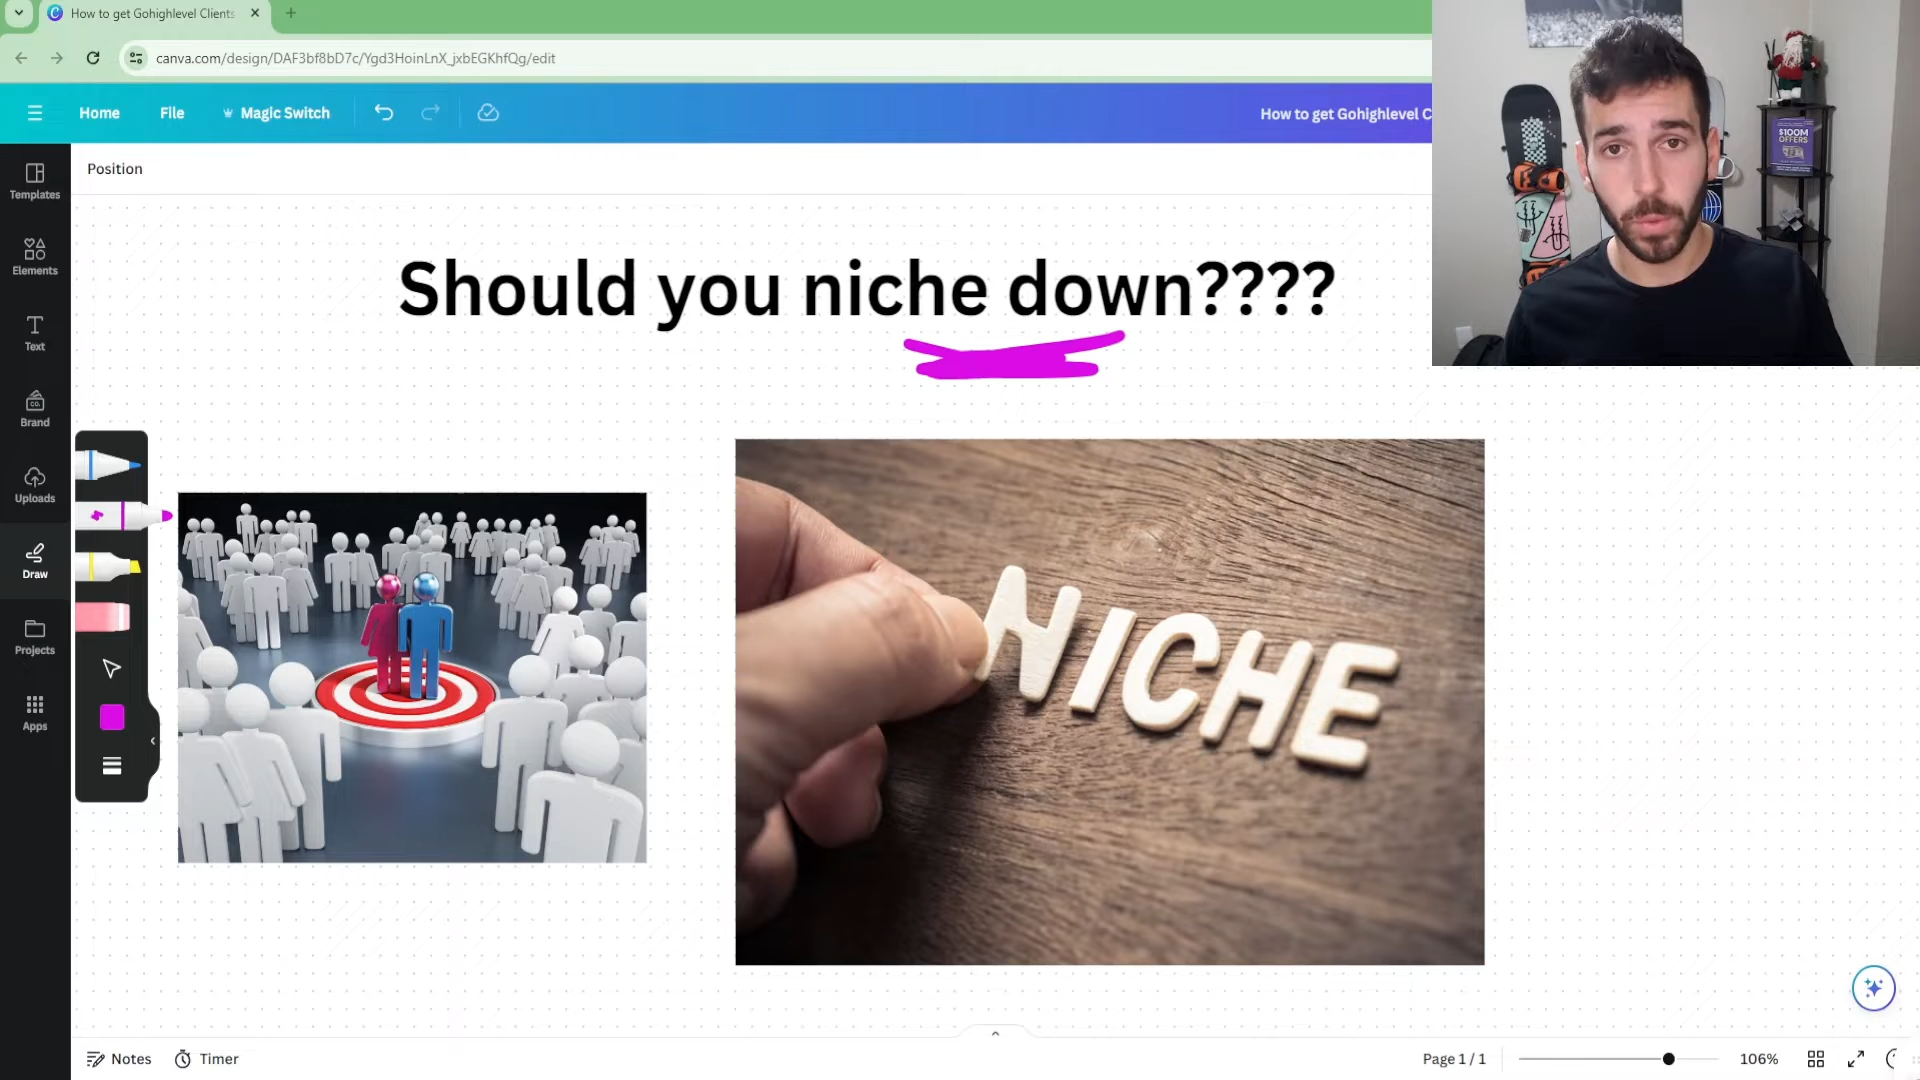 How to get Gohighlevel Clients
canva.com/design/DAF3bf8bD7c/Ygd3HoinLnX_jxbEGKhfQg/edit
Home File Magic Switch
How to get Gohighlevel C
Position
Templates
Elements
Text
Brand
Uploads
Draw
Projects
Apps
Should you niche down????
NICHE
$100M
OFFERS
Notes Timer
Page 1 / 1 106%